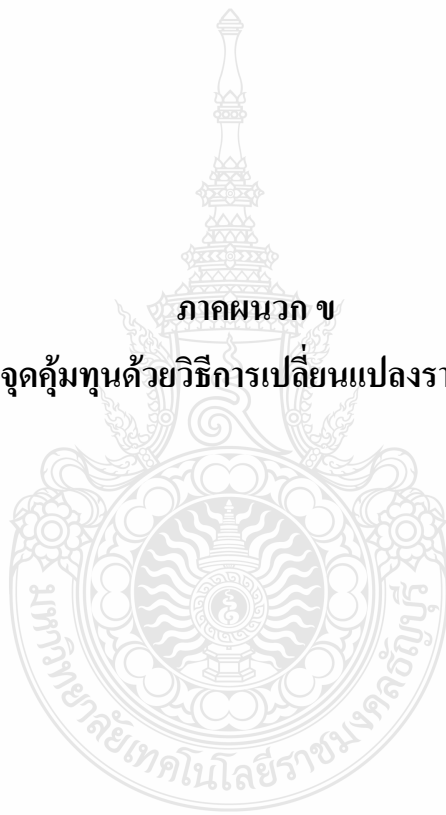 ภาคผนวก ข
จุดคุ้มทุนด้วยวิธีการเปลี่ยนแปลงรา
มหาวิทยาลัยเทคโนโลยีราชมงคลธัญบุรี